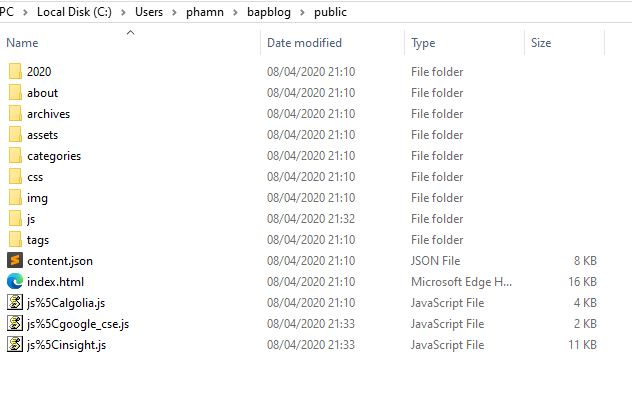 PC > Local Disk (C:) > Users > phamn > bapblog > public
Name Date modified Type Size
2020 08/04/2020 21:10 File folder
about 08/04/2020 21:10 File folder
archives 08/04/2020 21:10 File folder
assets 08/04/2020 21:10 File folder
categories 08/04/2020 21:10 File folder
css 08/04/2020 21:10 File folder
img 08/04/2020 21:10 File folder
js 08/04/2020 21:32 File folder
tags 08/04/2020 21:10 File folder
content.json 08/04/2020 21:10 JSON File 8 KB
index.html 08/04/2020 21:10 Microsoft Edge H... 16 KB
js%5Calgolia.js 08/04/2020 21:10 JavaScript File 4 KB
js%5Cgoogle_cse.js 08/04/2020 21:33 JavaScript File 2 KB
js%5Cinsight.js 08/04/2020 21:33 JavaScript File 11 KB